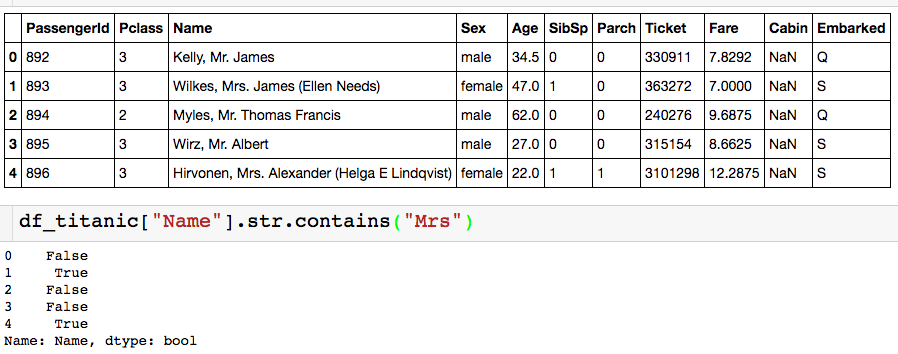 PassengerId Pclass Name Sex Age SibSp Parch Ticket Fare Cabin Embarked
0 892 3 Kelly, Mr. James male 34.5 0 0 330911 7.8292 NaN Q
1 893 3 Wilkes, Mrs. James (Ellen Needs) female 47.0 1 0 363272 7.0000 NaN S
2 894 2 Myles, Mr. Thomas Francis male 62.0 0 0 240276 9.6875 NaN Q
3 895 3 Wirz, Mr. Albert male 27.0 0 0 315154 8.6625 NaN S
4 896 3 Hirvonen, Mrs. Alexander (Helga E Lindqvist) female 22.0 1 1 3101298 12.2875 NaN S
df_titanic["Name"].str.contains("Mrs")
0 False
1 True
2 False
3 False
4 True
Name: Name, dtype: bool